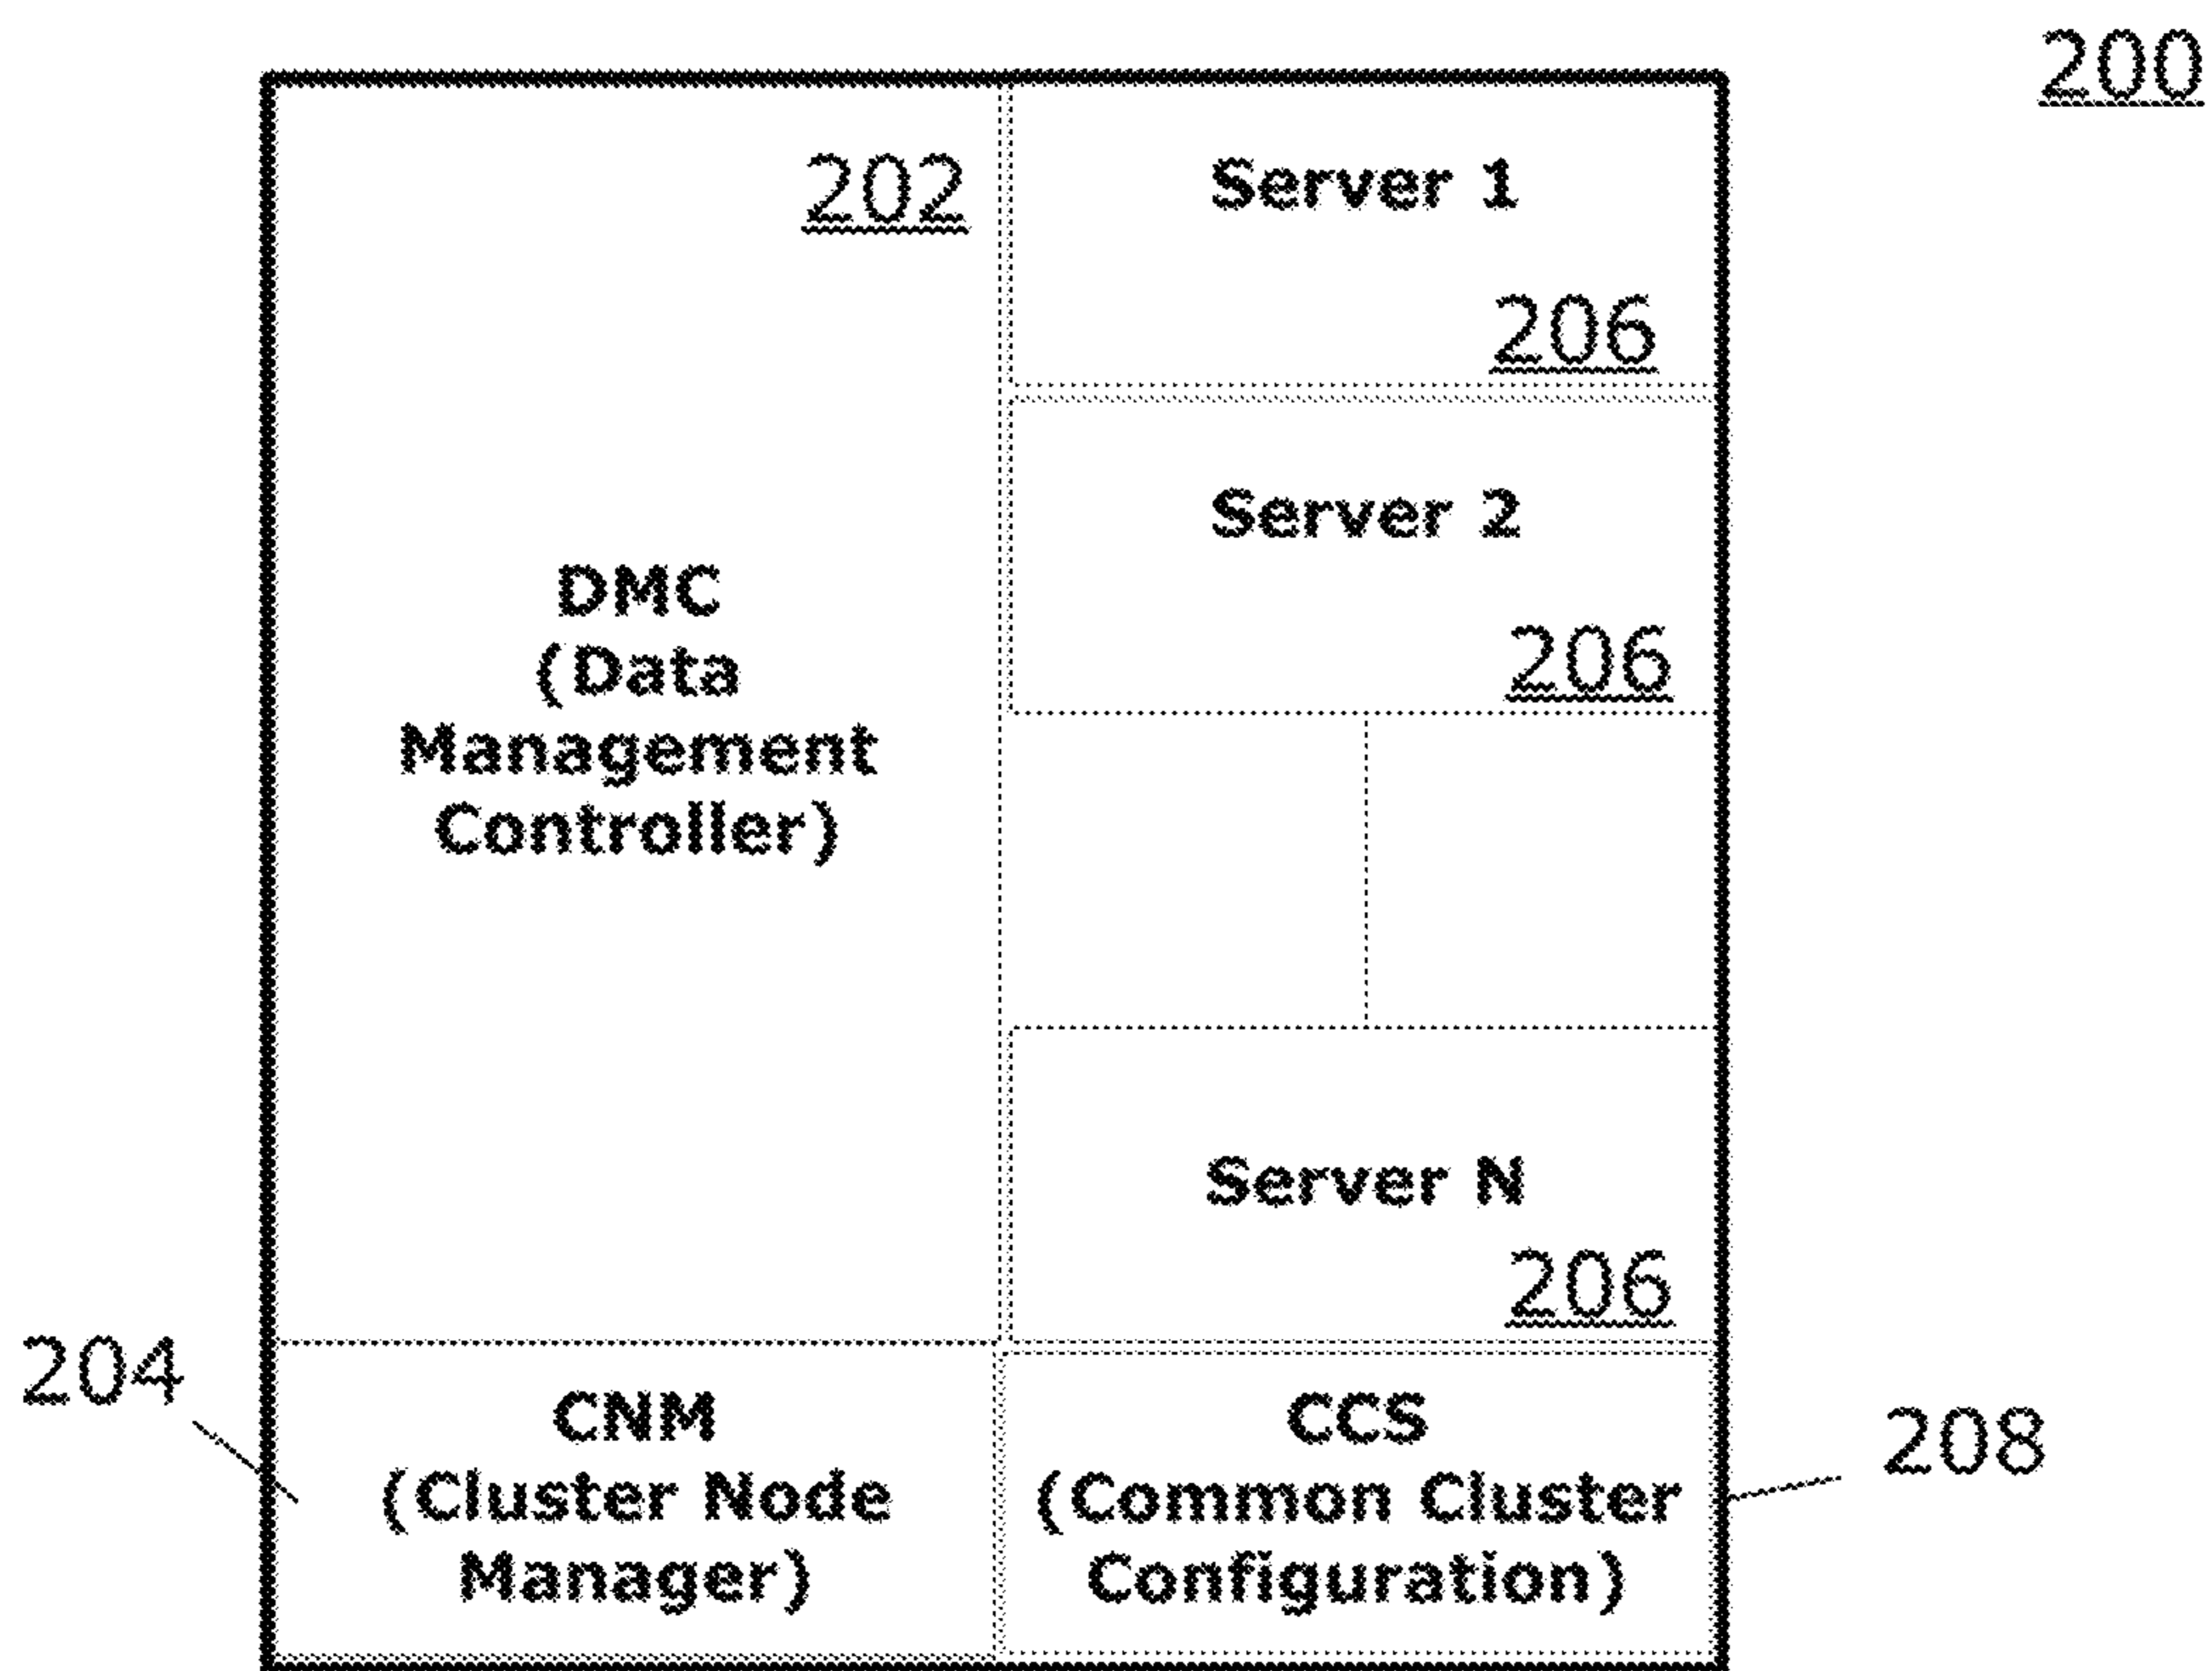 200
202
DMC
(Data
Management
Controller)
Server 1
206
Server 2
206
Server N
206
204
CNM
(Cluster Node
Manager)
CCS
(Common Cluster
Configuration)
208